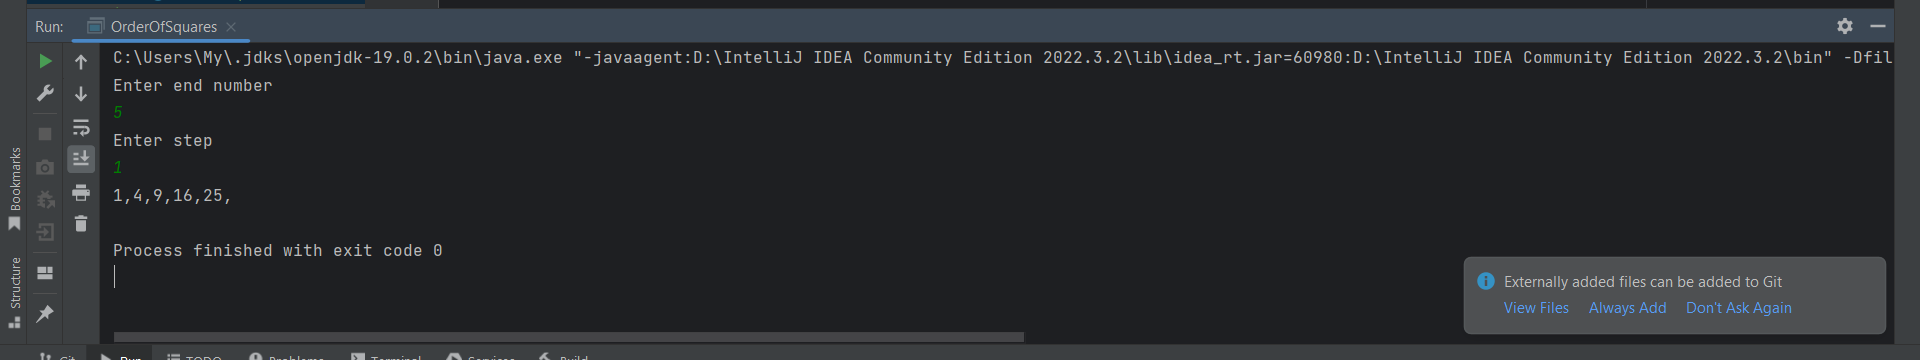 Run: OrderOfSquares
C:\Users\My\.jdks\openjdk-19.0.2\bin\java.exe "-javaagent:D:\IntelliJ IDEA Community Edition 2022.3.2\lib\idea_rt.jar=60980:D:\IntelliJ IDEA Community Edition 2022.3.2\bin" -Dfil
Enter end number
5
Enter step
1
1,4,9,16,25,
Process finished with exit code 0
Bookmarks
Structure
Externally added files can be added to Git
View Files Always Add Don't Ask Again
Git Run TODO Problems Terminal Services Build